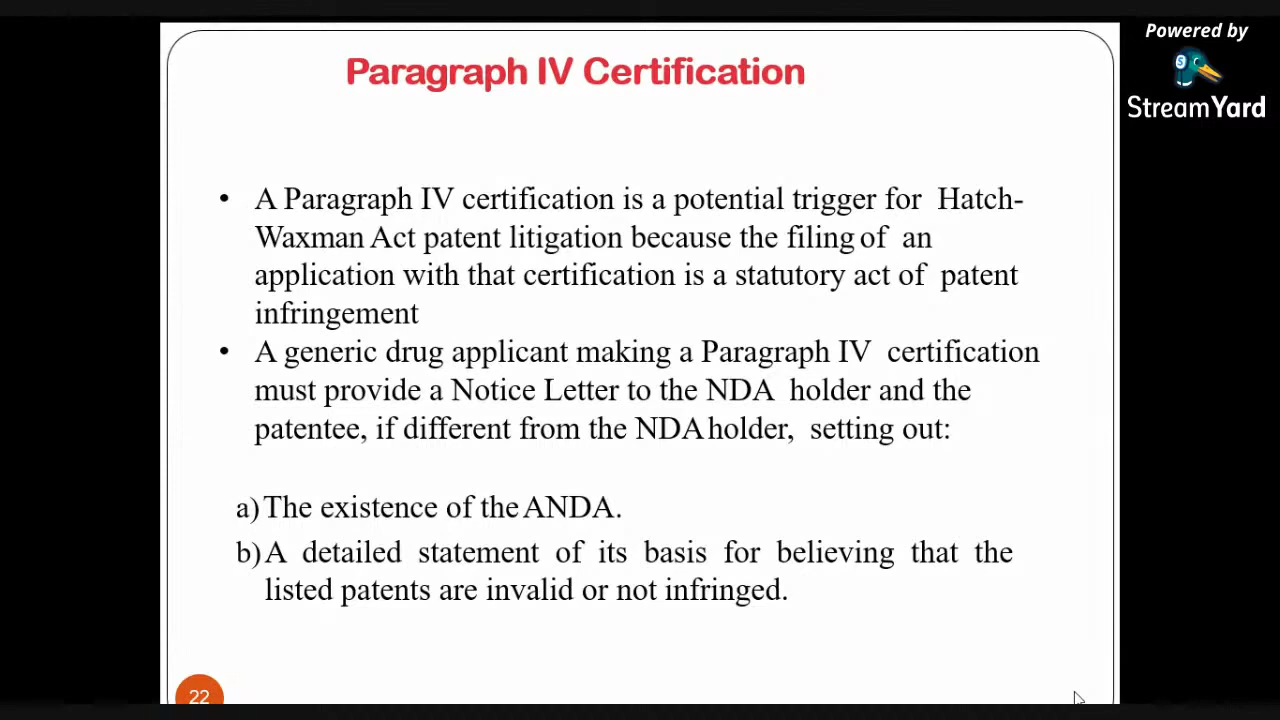 Powered by
StreamYard
Paragraph IV Certification
• A Paragraph IV certification is a potential trigger for Hatch-
Waxman Act patent litigation because the filing of an
application with that certification is a statutory act of patent
infringement
• A generic drug applicant making a Paragraph IV certification
must provide a Notice Letter to the NDA holder and the
patentee, if different from the NDA holder, setting out:
a) The existence of the ANDA.
b) A detailed statement of its basis for believing that the
listed patents are invalid or not infringed.
22